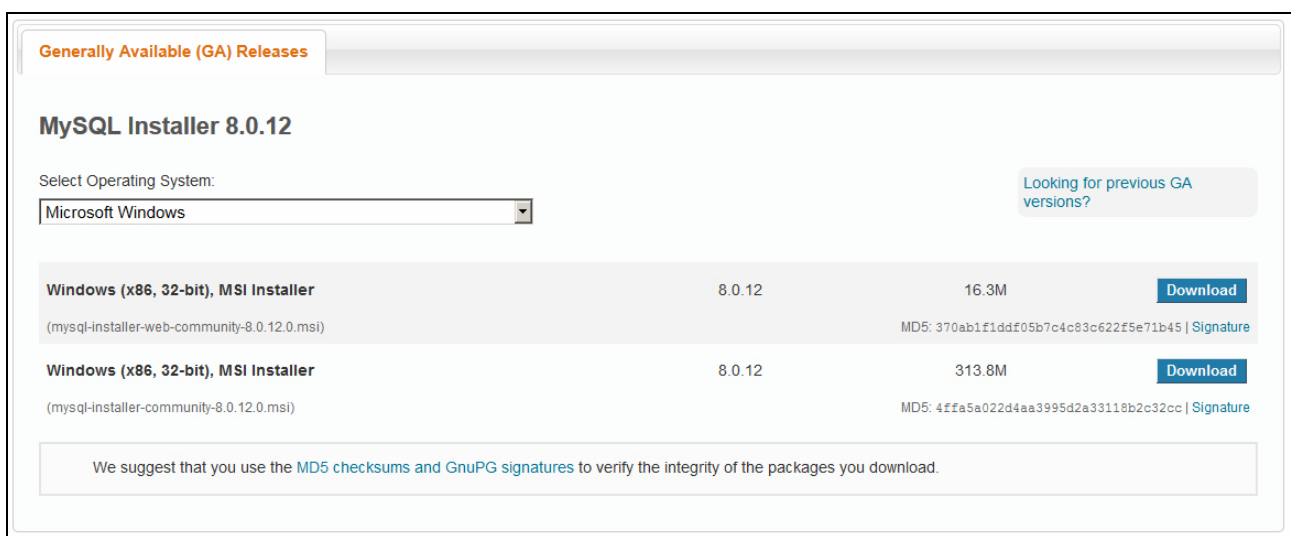 Generally Available (GA) Releases
MySQL Installer 8.0.12
Select Operating System:
Microsoft Windows
Looking for previous GA
versions?
Windows (x86, 32-bit), MSI Installer 8.0.12 16.3M Download
(mysql-installer-web-community-8.0.12.0.msi) MD5: 370ab1f1ddf05b7c4c83c622f5e71b45 | Signature
Windows (x86, 32-bit), MSI Installer 8.0.12 313.8M Download
(mysql-installer-community-8.0.12.0.msi) MD5: 4ffa5a022d4aa3995d2a33118b2c32cc | Signature
We suggest that you use the MD5 checksums and GnuPG signatures to verify the integrity of the packages you download.